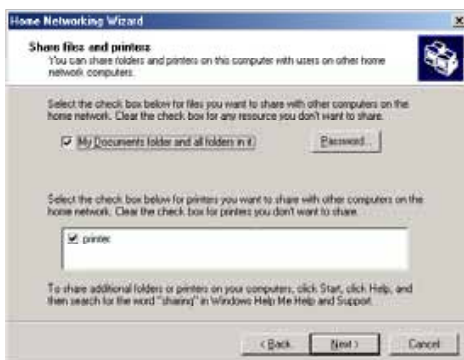 Home Networking Wizard
Share files and printers
You can share folders and printers on this computer with users on other home
network computers.
Select the check box below for files you want to share with other computers on the
home network. Clear the check box for any resource you don't want to share.
My Documents folder and all folders in it
Password...
Select the check box below for printers you want to share with other computers on the
home network. Clear the check box for printers you don't want to share.
printer
To share additional folders or printers on your computers, click Start, click Help, and
then search for the word "sharing" in Windows Help Me Help and Support
< Back
Next >
Cancel